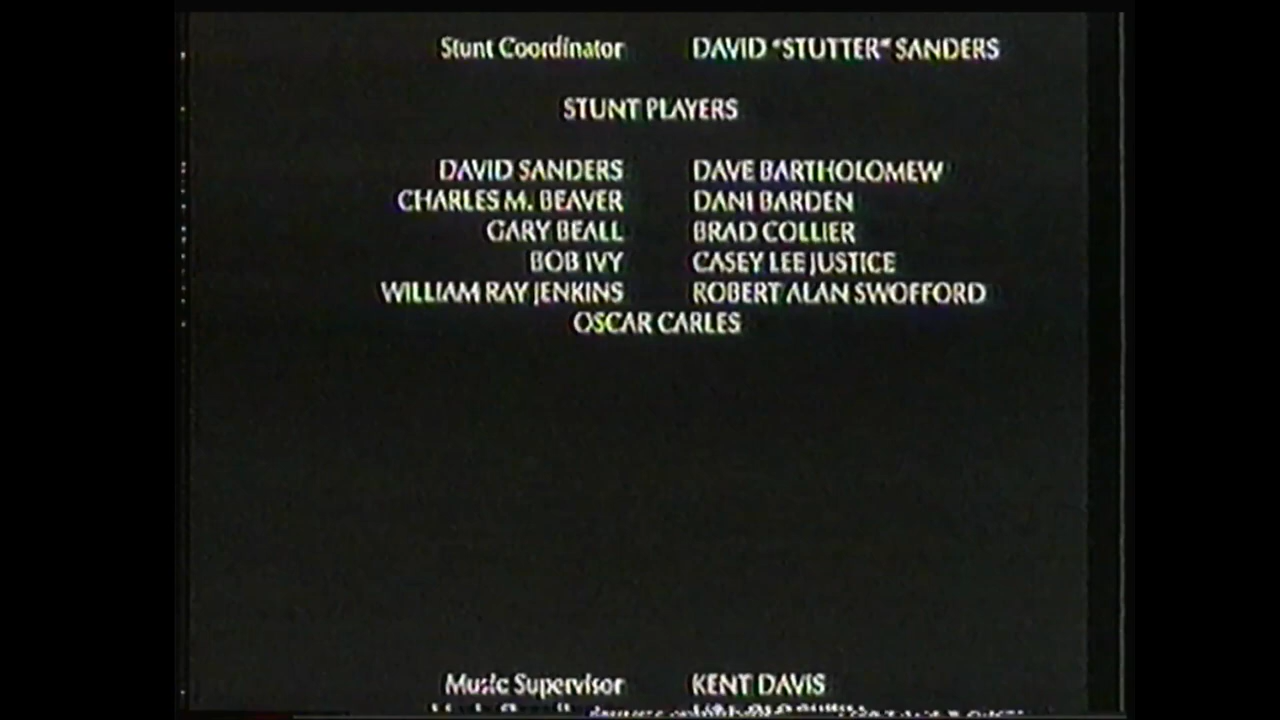 Stunt Coordinator DAVID "STUTTER" SANDERS
STUNT PLAYERS
DAVID SANDERS DAVE BARTHOLOMEW
CHARLES M. BEAVER DANI BARDEN
GARY BEALL BRAD COLLIER
BOB IVY CASEY LEE JUSTICE
WILLIAM RAY JENKINS ROBERT ALAN SWOFFORD
OSCAR CARLES
Music Supervisor KENT DAVIS